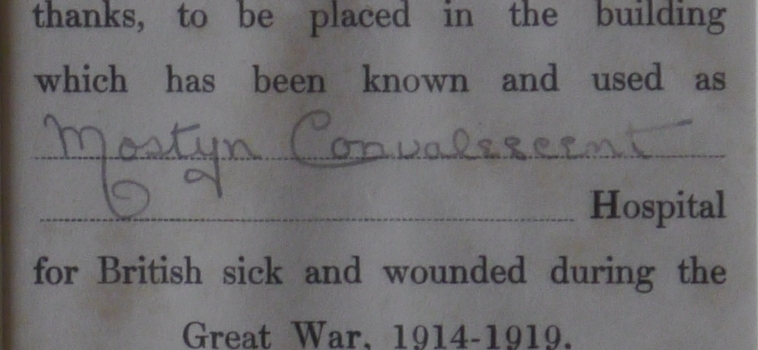 thanks, to be placed in the building
which has been known and used as
Mostyn Convalescent
Hospital
for British sick and wounded during the
Great War, 1914-1919.